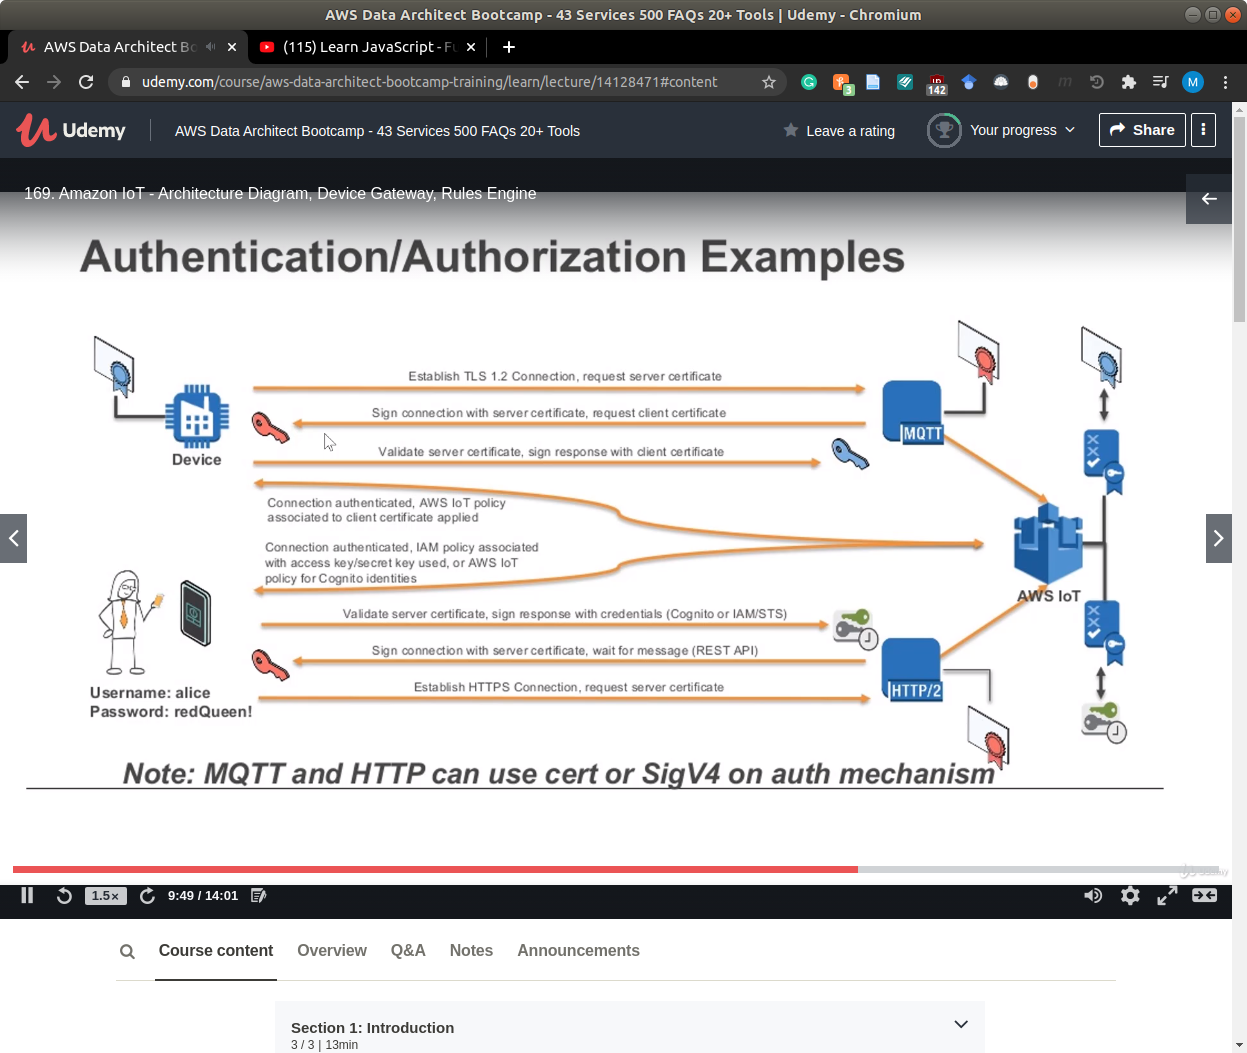 AWS Data Architect Bootcamp - 43 Services 500 FAQs 20+ Tools | Udemy - Chromium
AWS Data Architect Bo
(115) Learn JavaScript - Fu
udemy.com/course/aws-data-architect-bootcamp-training/learn/lecture/14128471#content
3
142
M
Udemy
AWS Data Architect Bootcamp - 43 Services 500 FAQs 20+ Tools
Leave a rating
Your progress
Share
169. Amazon IoT - Architecture Diagram, Device Gateway, Rules Engine
Authentication/Authorization Examples
Establish TLS 1.2 Connection, request server certificate
Sign connection with server certificate, request client certificate
MQTT
Validate server certificate, sign response with client certificate
Device
Connection authenticated, AWS IoT policy
associated to client certificate applied
Connection authenticated, IAM policy associated
with access key/secret key used, or AWS IoT
policy for Cognito identities
AWS IoT
Validate server certificate, sign response with credentials (Cognito or IAM/STS)
Sign connection with server certificate, wait for message (REST API)
Establish HTTPS Connection, request server certificate
HTTP/2
Username: alice
Password: redQueen!
Note: MQTT and HTTP can use cert or SigV4 on auth mechanism
Udemy
1.5×
9:49 / 14:01
Course content
Overview
Q&A
Notes
Announcements
Section 1: Introduction
3 / 3 | 13min